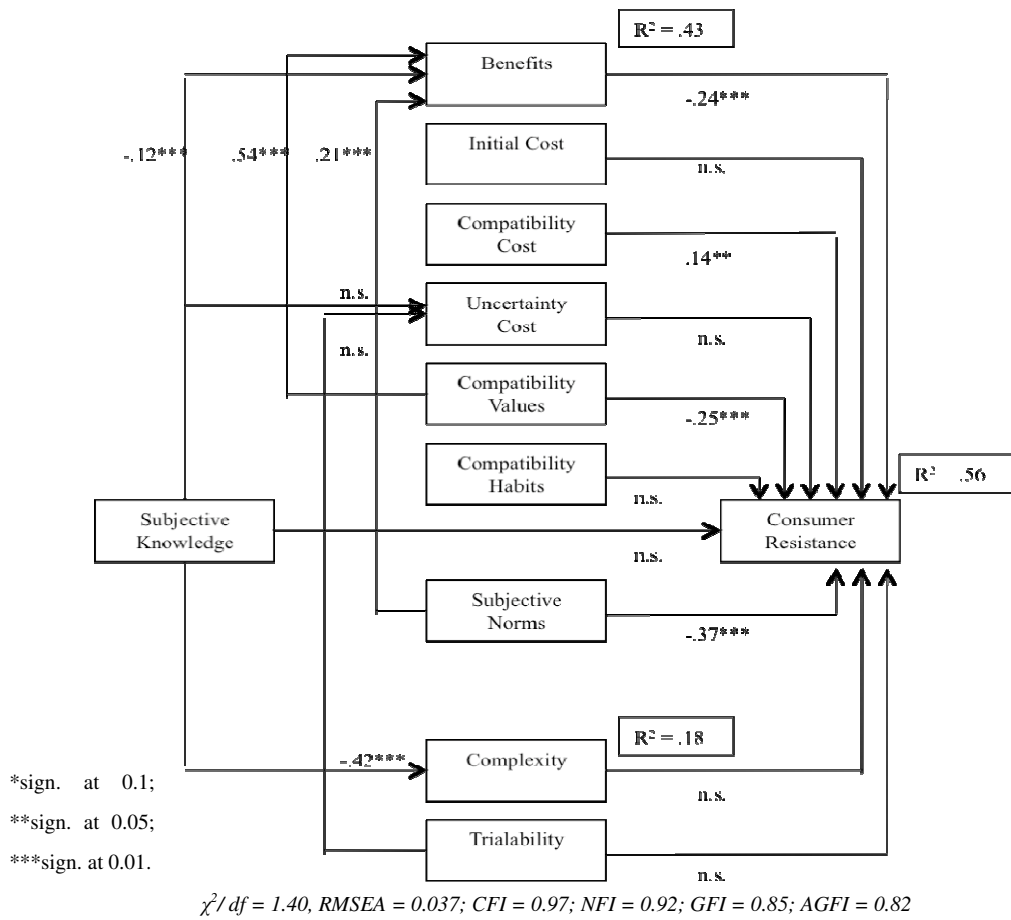 R² = .43
Benefits
-.24***
-.12***
.54***
.21***
Initial Cost
n.s.
Compatibility
Cost
.14**
n.s.
Uncertainty
Cost
n.s.
n.s.
Compatibility
Values
-.25***
Compatibility
Habits
n.s.
R² .56
Subjective
Knowledge
Consumer
Resistance
n.s.
Subjective
Norms
-.37***
R² = .18
-.42***
Complexity
n.s.
*sign. at 0.1;
**sign. at 0.05;
***sign. at 0.01.
Trialability
n.s.
χ²/ df = 1.40, RMSEA = 0.037; CFI = 0.97; NFI = 0.92; GFI = 0.85; AGFI = 0.82